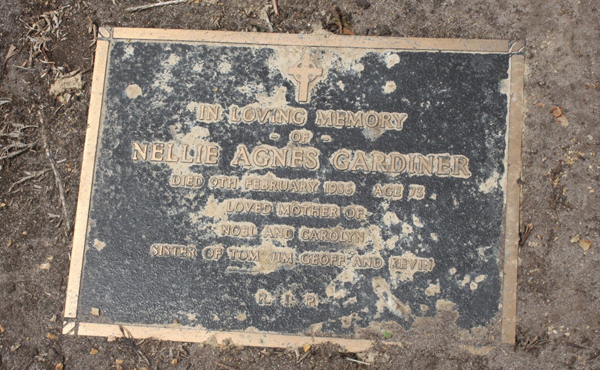 IN LOVING MEMORY
- OF -
NELLIE AGNES GARDINER
DIED 9TH FEBRUARY AGE 78
LOVED MOTHER OF
NOEL AND CAROLYN
SISTER OF TOM JIM GEOFF AND KEVIN
R. I. P.